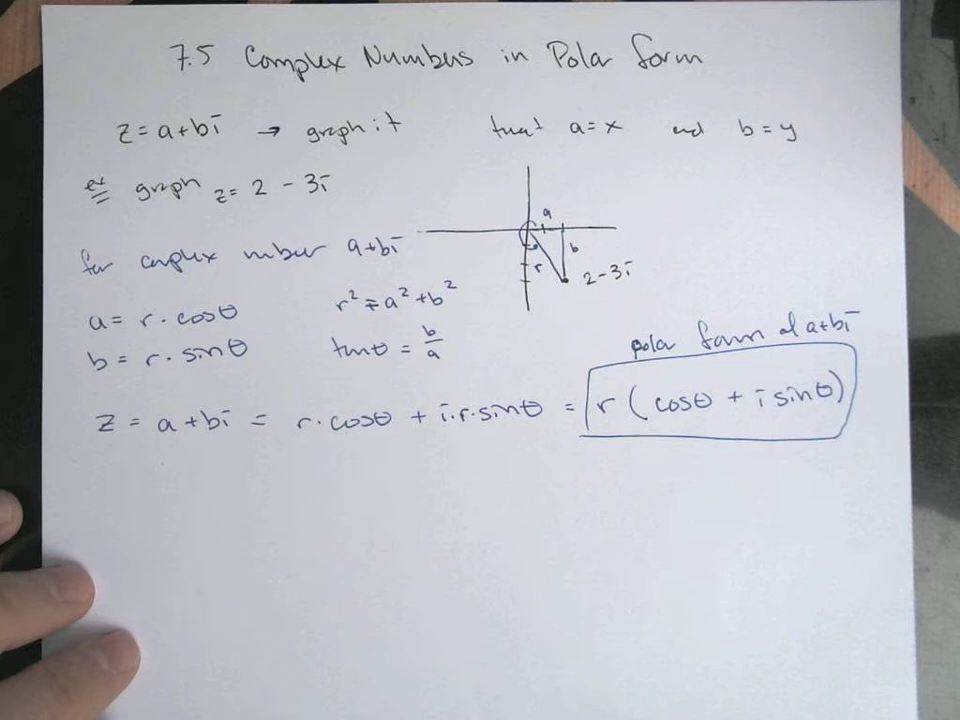 7.5 Complex Numbers in Polar form
z = a+bi → graph it treat a = x and b = y
ex graph z = 2 - 3i
a
b
r
θ
2-3i
for complex number a+bi
a = r · cosθ r² = a² + b²
b = r · sinθ tanθ = b/a
polar form of a+bi
z = a+bi = r·cosθ + i·r·sinθ = r (cosθ + i sinθ)